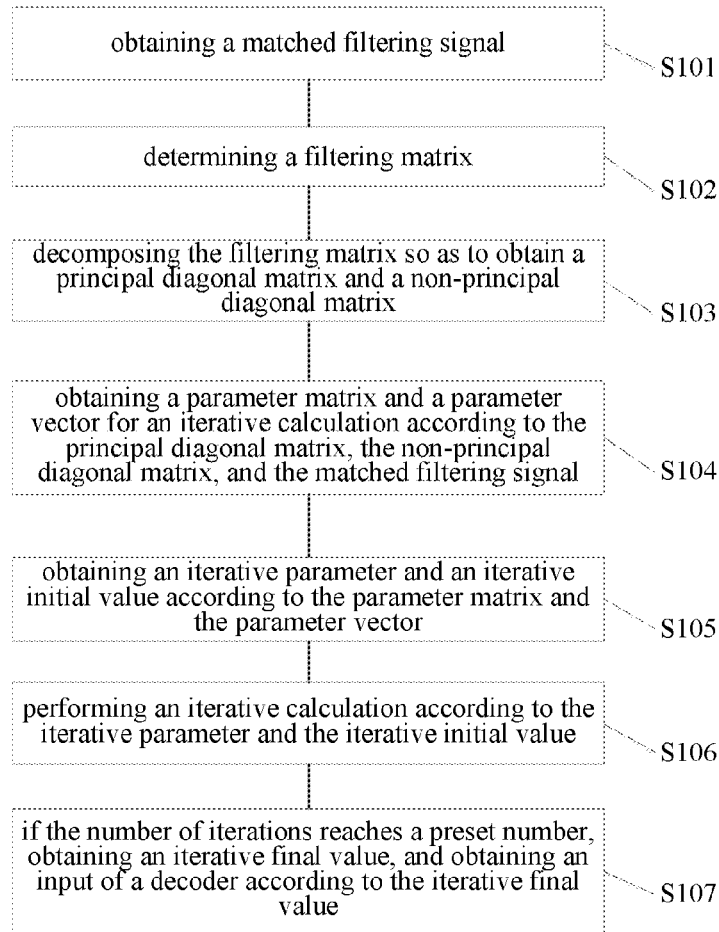 obtaining a matched filtering signal
S101
determining a filtering matrix
S102
decomposing the filtering matrix so as to obtain a
principal diagonal matrix and a non-principal
diagonal matrix
S103
obtaining a parameter matrix and a parameter
vector for an iterative calculation according to the
principal diagonal matrix, the non-principal
diagonal matrix, and the matched filtering signal
S104
obtaining an iterative parameter and an iterative
initial value according to the parameter matrix and
the parameter vector
S105
performing an iterative calculation according to the
iterative parameter and the iterative initial value
S106
if the number of iterations reaches a preset number,
obtaining an iterative final value, and obtaining an
input of a decoder according to the iterative final
value
S107